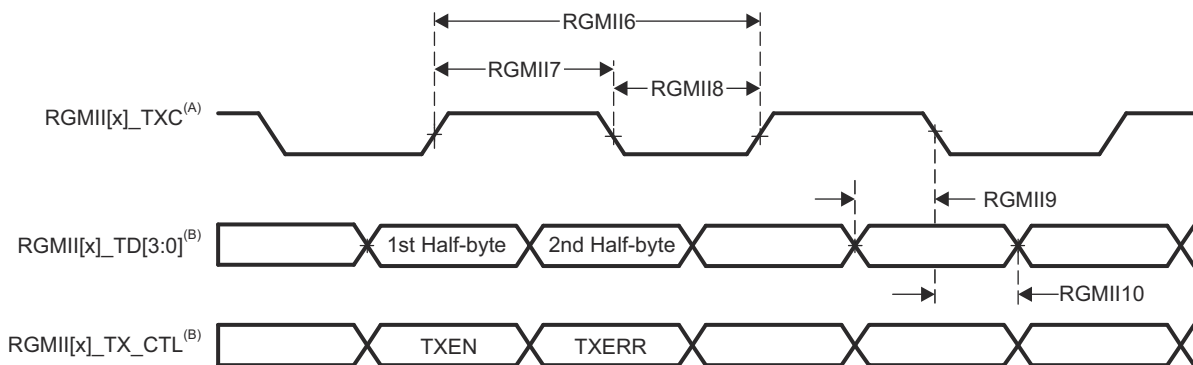 RGMII6
RGMII7
RGMII8
RGMII[x]_TXC(A)
RGMII9
RGMII[x]_TD[3:0](B)
1st Half-byte
2nd Half-byte
RGMII10
RGMII[x]_TX_CTL(B)
TXEN
TXERR